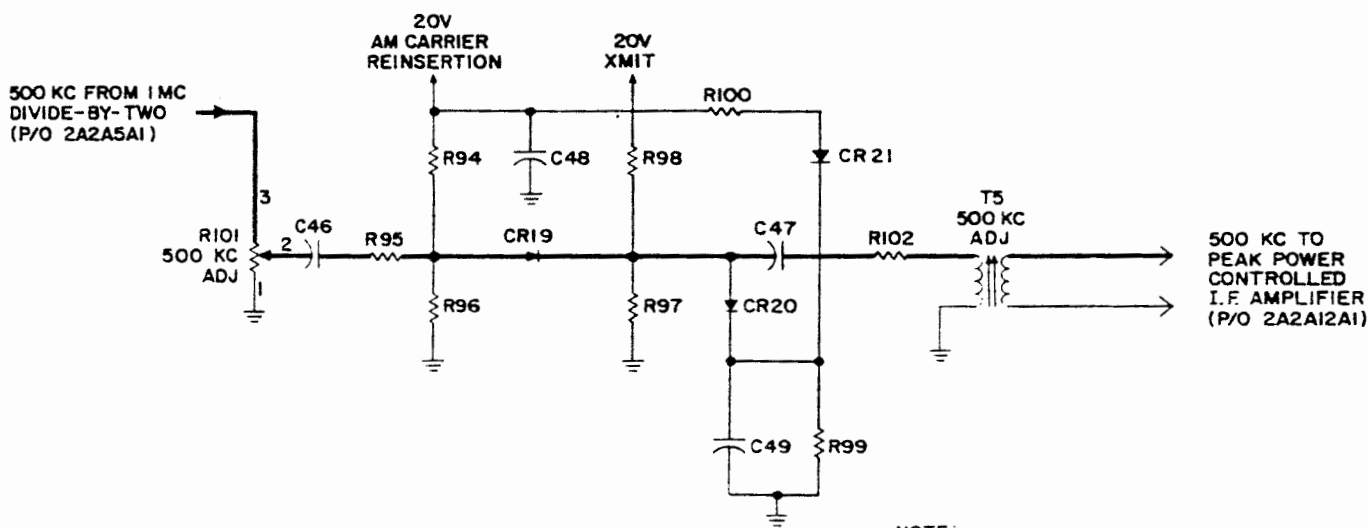 20V
AM CARRIER
REINSERTION
20V
XMIT
500 KC FROM 1 MC
DIVIDE-BY-TWO
(P/O 2A2A5A1)
R100
R94
C48
R98
CR21
3
T5
500 KC
ADJ
R101
500 KC
ADJ
2
C46
R95
CR19
C47
R102
500 KC TO
PEAK POWER
CONTROLLED
I.F. AMPLIFIER
(P/O 2A2A12A1)
1
R96
R97
CR20
C49
R99
NOTE: